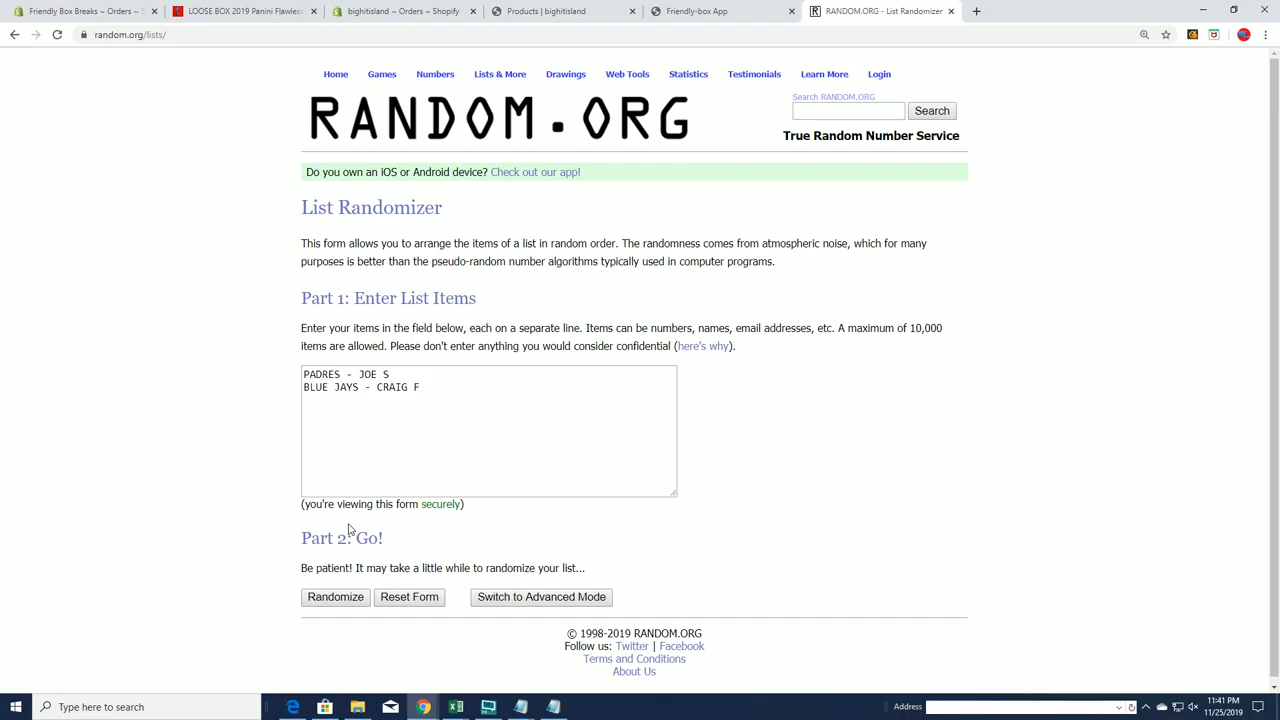 Friendly Box Breaks ~ Orders ~ S
LOOSE BOX 2019 Panini Flawles
bighitisland ~ Orders ~ Shopify
Products | bighitisland
Friendly-box App
RANDOM.ORG - List Randomizer
random.org/lists/
Home Games Numbers Lists & More Drawings Web Tools Statistics Testimonials Learn More Login
RANDOM.ORG
Search RANDOM.ORG
Search
True Random Number Service
Do you own an iOS or Android device? Check out our app!
List Randomizer
This form allows you to arrange the items of a list in random order. The randomness comes from atmospheric noise, which for many
purposes is better than the pseudo-random number algorithms typically used in computer programs.
Part 1: Enter List Items
Enter your items in the field below, each on a separate line. Items can be numbers, names, email addresses, etc. A maximum of 10,000
items are allowed. Please don't enter anything you would consider confidential (here's why).
PADRES - JOE S
BLUE JAYS - CRAIG F
(you're viewing this form securely)
Part 2: Go!
Be patient! It may take a little while to randomize your list...
Randomize Reset Form Switch to Advanced Mode
© 1998-2019 RANDOM.ORG
Follow us: Twitter | Facebook
Terms and Conditions
About Us
Type here to search
Address
11:41 PM
11/25/2019